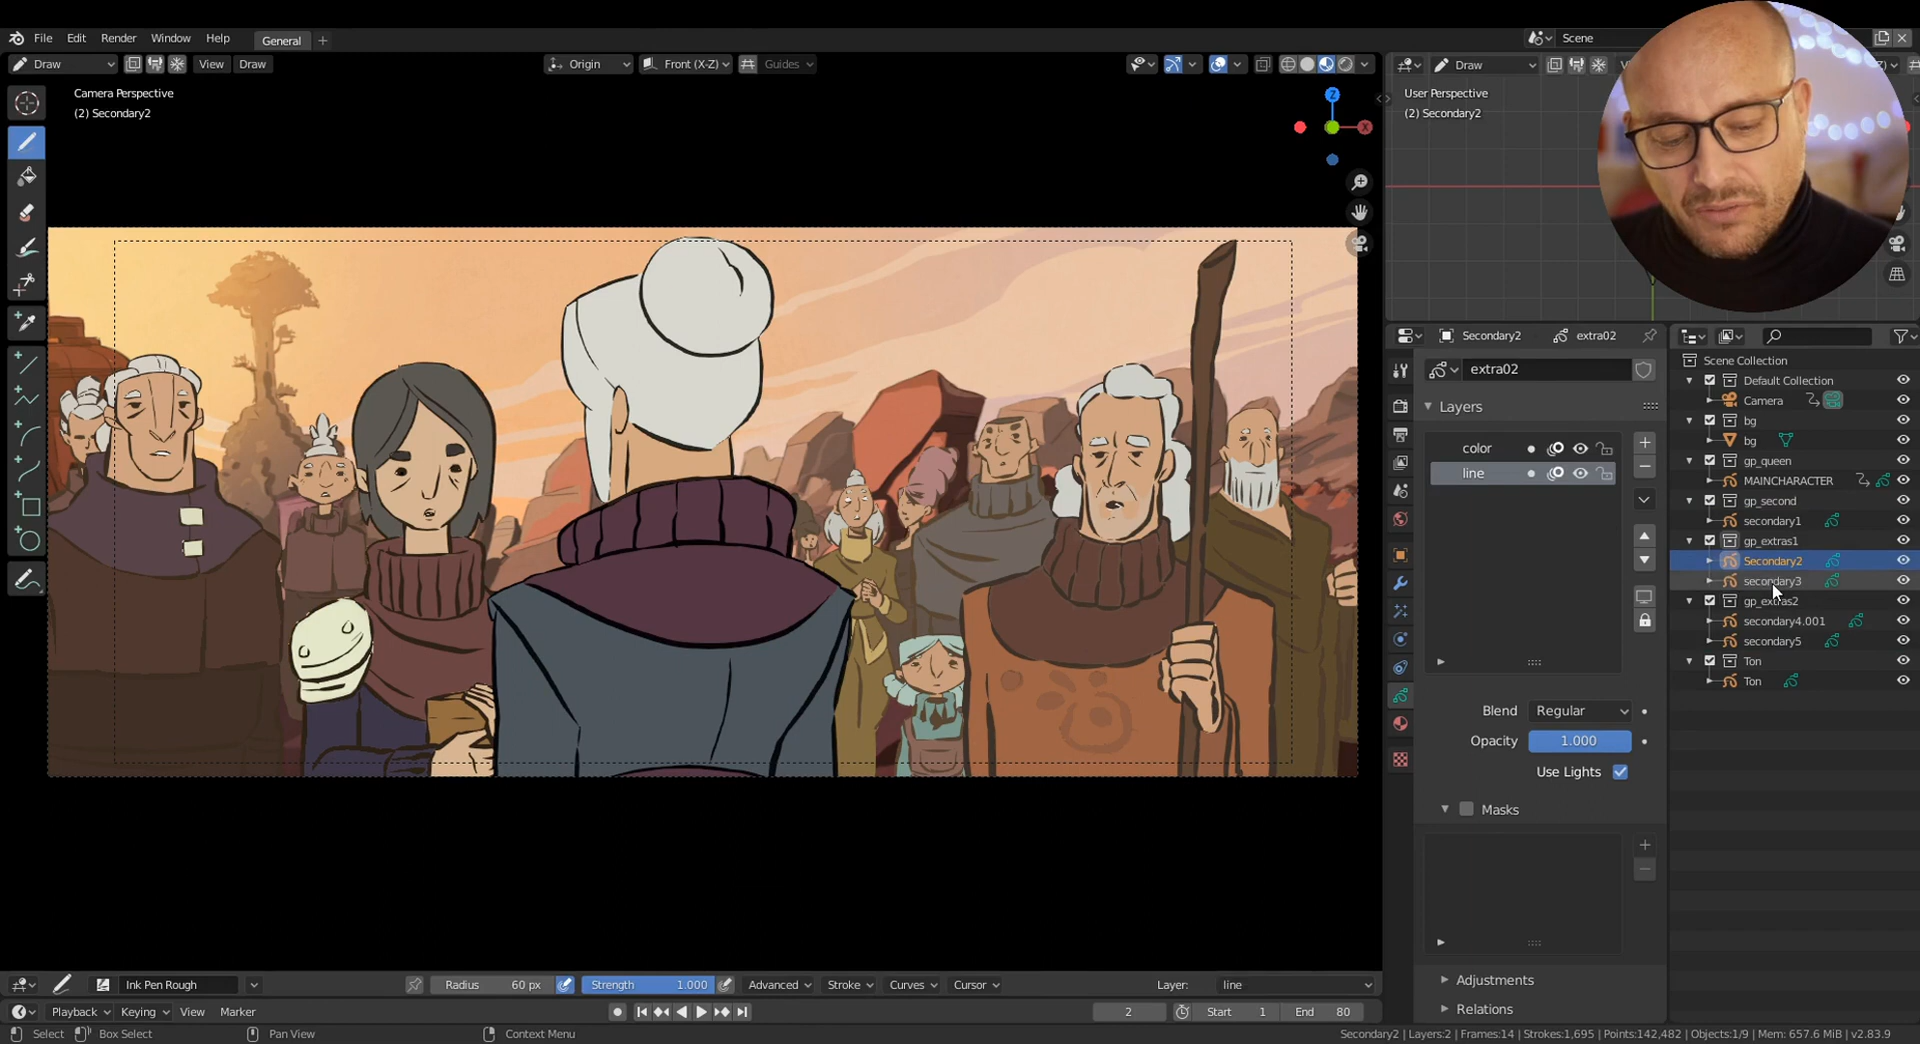 File Edit Render Window Help General + Scene
Draw View Draw Origin Front (X-Z) Guides Draw
Camera Perspective
(2) Secondary2
Z
X
User Perspective
(2) Secondary2
Secondary2 extra02
extra02
Layers
color
line
Blend Regular
Opacity 1.000
Use Lights
Masks
Adjustments
Relations
Scene Collection
Default Collection
Camera
bg
bg
gp_queen
MAINCHARACTER
gp_second
secondary1
gp_extras1
Secondary2
secondary3
gp_extras2
secondary4.001
secondary5
Ton
Ton
Ink Pen Rough Radius 60 px Strength 1.000 Advanced Stroke Curves Cursor Layer: line
Playback Keying View Marker 2 Start 1 End 80
Select Box Select Pan View Context Menu Secondary2 | Layers:2 | Frames:14 | Strokes:1,695 | Points:142,482 | Objects:1/9 | Mem: 657.6 MiB | v2.83.9